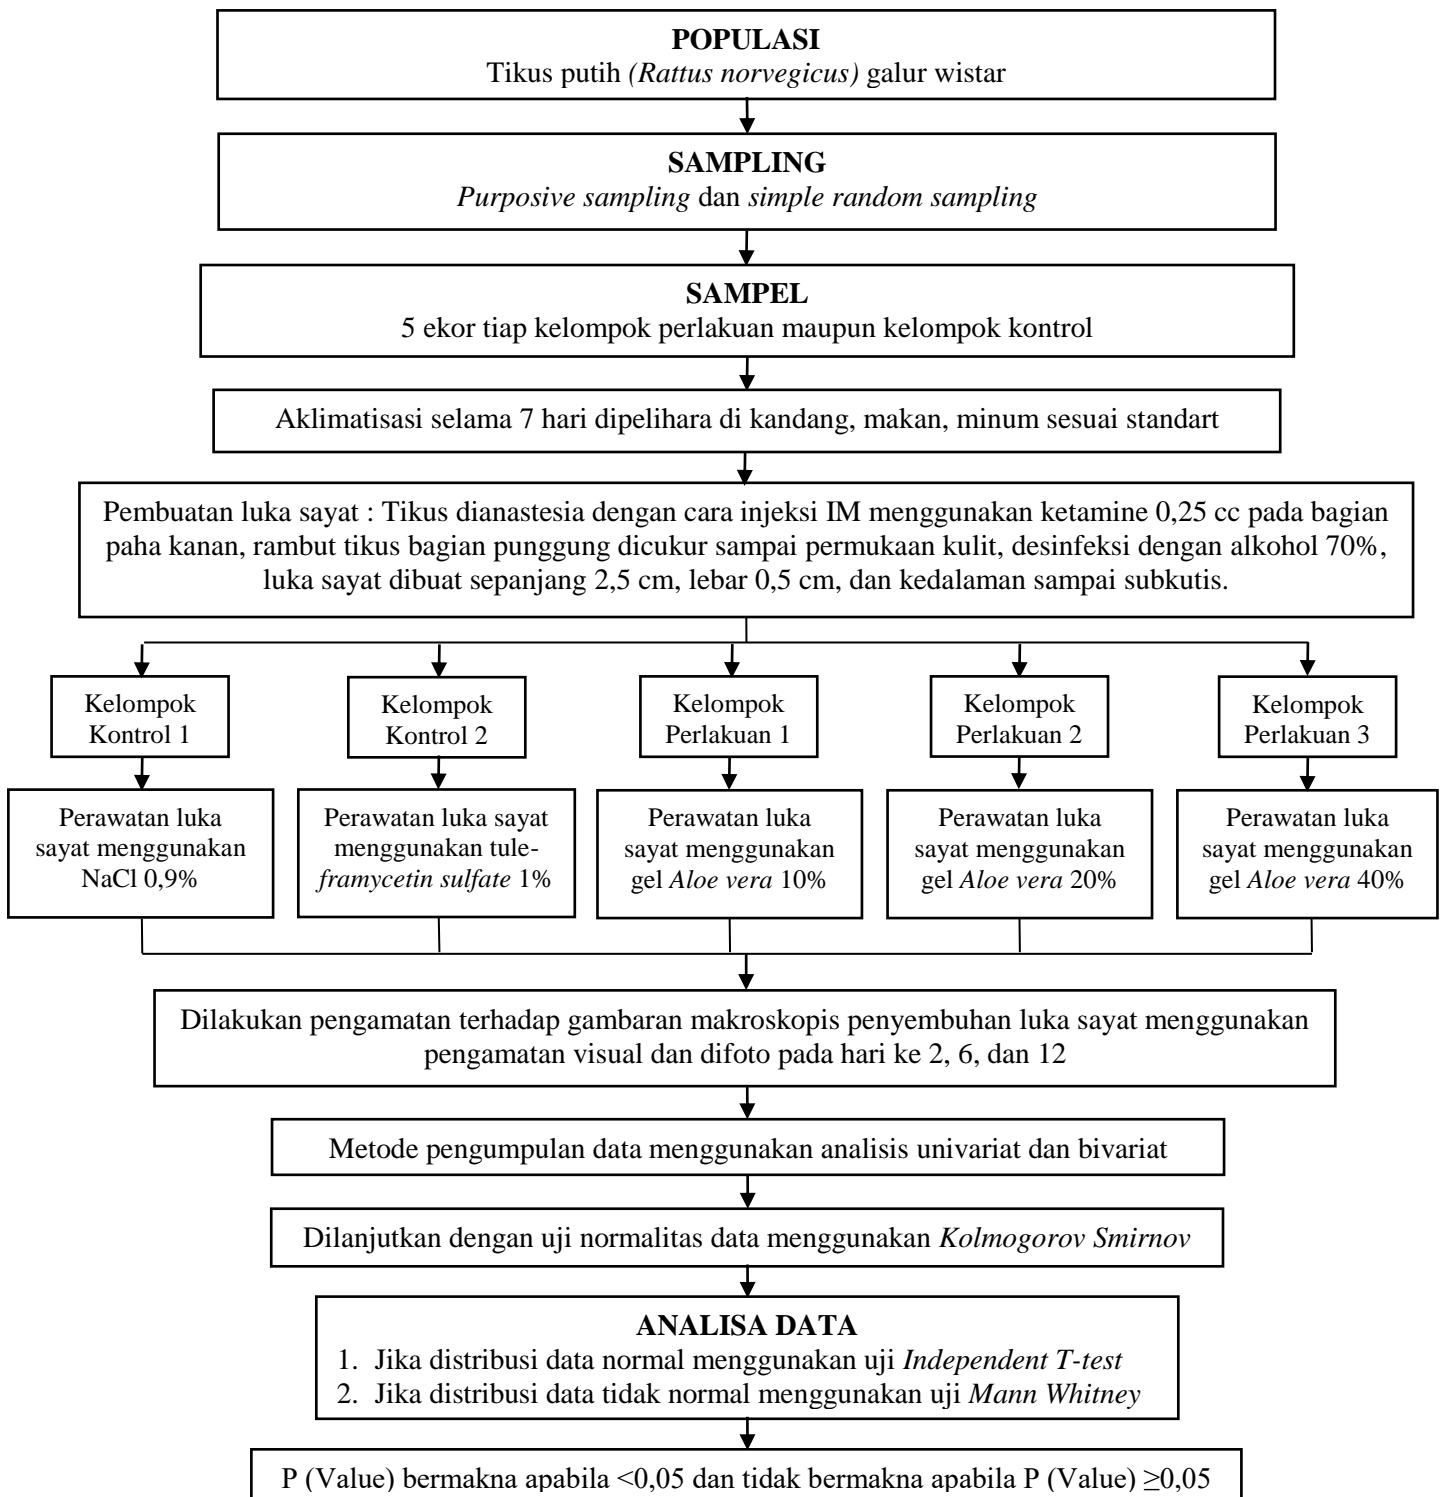 POPULASI
Tikus putih (Rattus norvegicus) galur wistar
SAMPLING
Purposive sampling dan simple random sampling
SAMPEL
5 ekor tiap kelompok perlakuan maupun kelompok kontrol
Aklimatisasi selama 7 hari dipelihara di kandang, makan, minum sesuai standart
Pembuatan luka sayat : Tikus dianastesia dengan cara injeksi IM menggunakan ketamine 0,25 cc pada bagian
paha kanan, rambut tikus bagian punggung dicukur sampai permukaan kulit, desinfeksi dengan alkohol 70%,
luka sayat dibuat sepanjang 2,5 cm, lebar 0,5 cm, dan kedalaman sampai subkutis.
Kelompok
Kontrol 1
Kelompok
Kontrol 2
Kelompok
Perlakuan 1
Kelompok
Perlakuan 2
Kelompok
Perlakuan 3
Perawatan luka
sayat menggunakan
NaCl 0,9%
Perawatan luka sayat
menggunakan tule-
framycetin sulfate 1%
Perawatan luka
sayat menggunakan
gel Aloe vera 10%
Perawatan luka
sayat menggunakan
gel Aloe vera 20%
Perawatan luka
sayat menggunakan
gel Aloe vera 40%
Dilakukan pengamatan terhadap gambaran makroskopis penyembuhan luka sayat menggunakan
pengamatan visual dan difoto pada hari ke 2, 6, dan 12
Metode pengumpulan data menggunakan analisis univariat dan bivariat
Dilanjutkan dengan uji normalitas data menggunakan Kolmogorov Smirnov
ANALISA DATA
1. Jika distribusi data normal menggunakan uji Independent T-test
2. Jika distribusi data tidak normal menggunakan uji Mann Whitney
P (Value) bermakna apabila <0,05 dan tidak bermakna apabila P (Value) ≥0,05